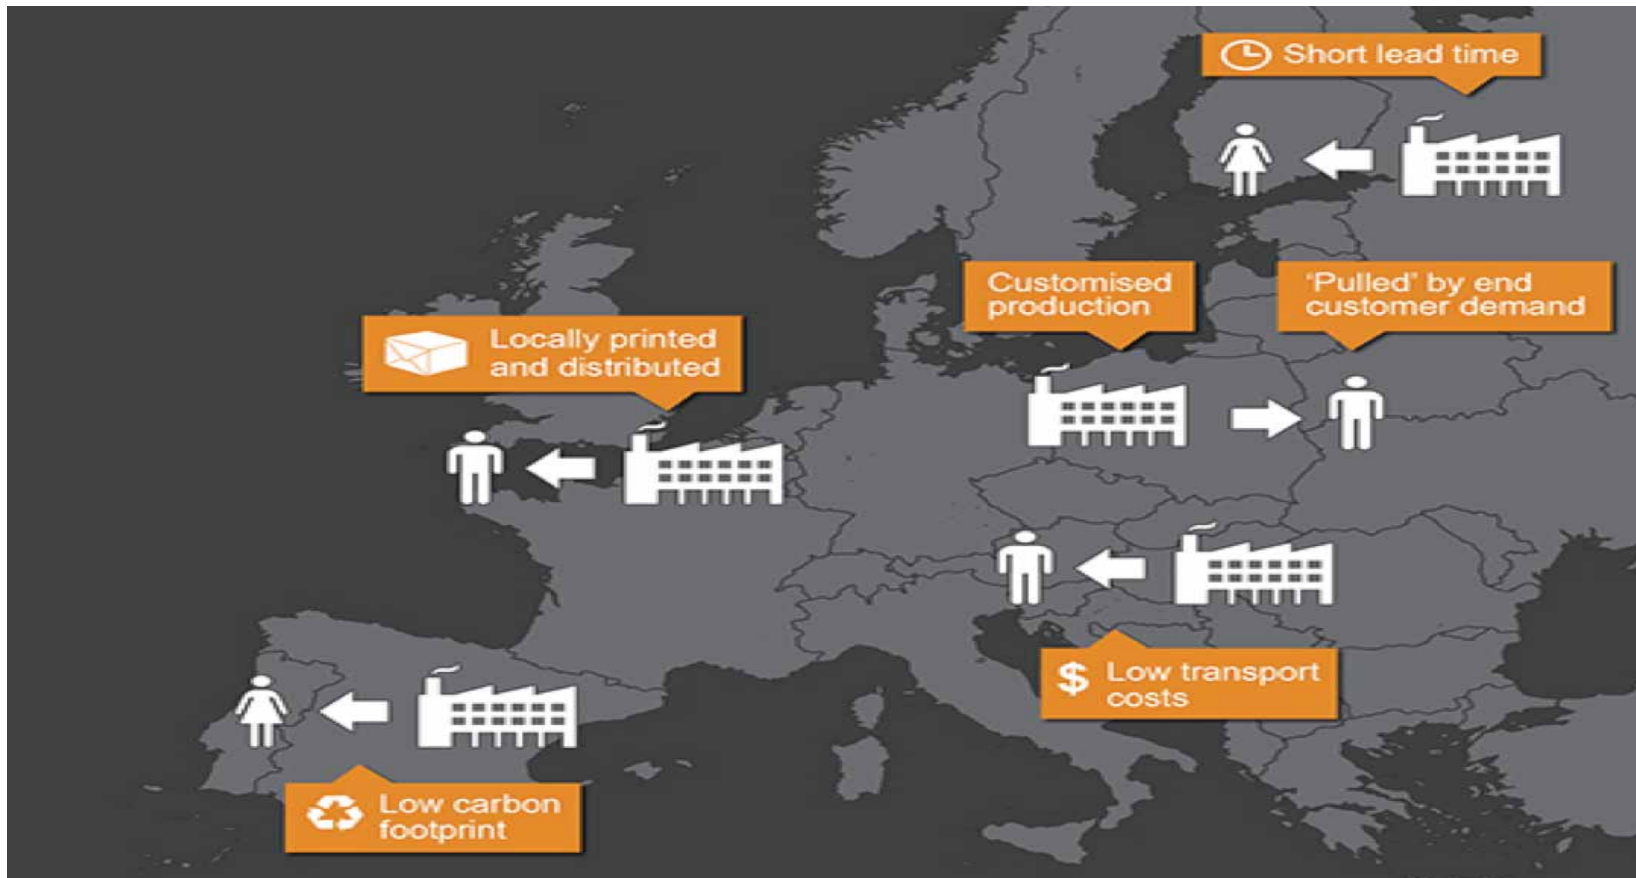 Short lead time
Customised
production
'Pulled' by end
customer demand
Locally printed
and distributed
$ Low transport
costs
Low carbon
footprint